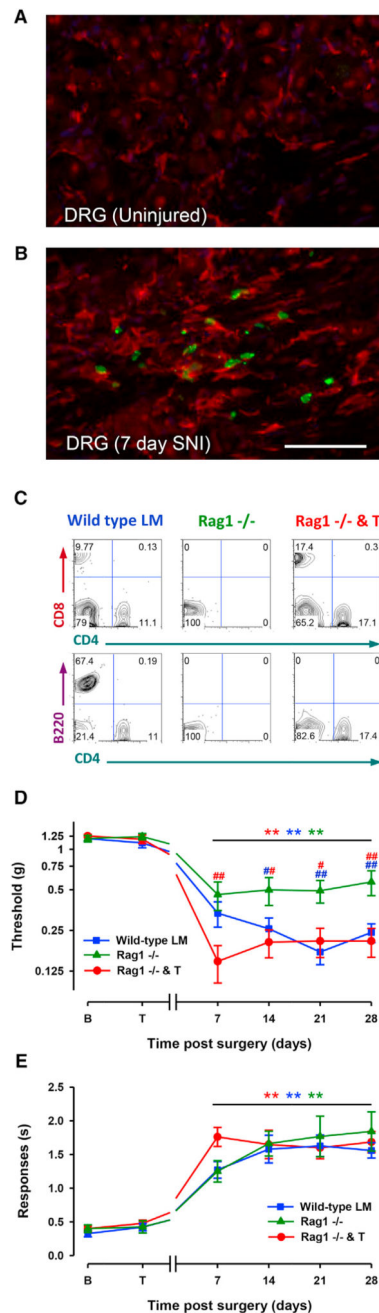 A
DRG (Uninjured)
B
DRG (7 day SNI)
C
Wild type LM Rag1 -/- Rag1 -/- & T
9.77 0.13 0 0 17.4 0.3
CD8
79 11.1 100 0 65.2 17.1
CD4
67.4 0.19 0 0 0 0
B220
21.4 11 100 0 82.6 17.4
CD4
D
** ** **
## ## # ##
## ##
Threshold (g)
1.25
1
0.75
0.5
0.25
0.125
Wild-type LM
Rag1 -/-
Rag1 -/- & T
B T 7 14 21 28
Time post surgery (days)
E
** ** **
Responses (s)
2.5
2.0
1.5
1.0
0.5
0.0
Wild-type LM
Rag1 -/-
Rag1 -/- & T
B T 7 14 21 28
Time post surgery (days)